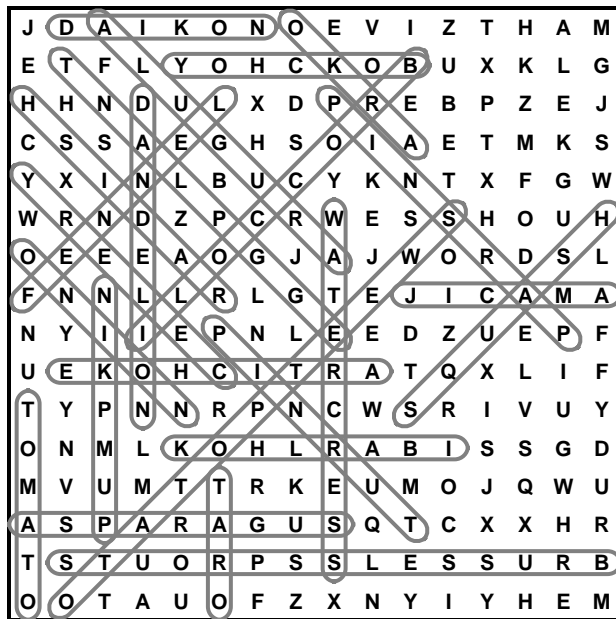 J D A I K O N O E V I Z T H A M
E T F L Y O H C K O B U X K L G
H H N D U L X D P R E B P Z E J
C S S A E G H S O I A E T M K S
Y X I N L B U C Y K N T X F G W
W R N D Z P C R W E S S H O U H
O E E E A O G J A J W O R D S L
F N N L L R L G T E J I C A M A
N Y I I E P N L E E D Z U E P F
U E K O H C I T R A T Q X L I F
T Y P N N R P N C W S R I V U Y
O N M L K O H L R A B I S S G D
M V U M T T R K E U M O J Q W U
A S P A R A G U S Q T C X X H R
T S T U O R P S S L E S S U R B
O O T A U O F Z X N Y I Y H E M